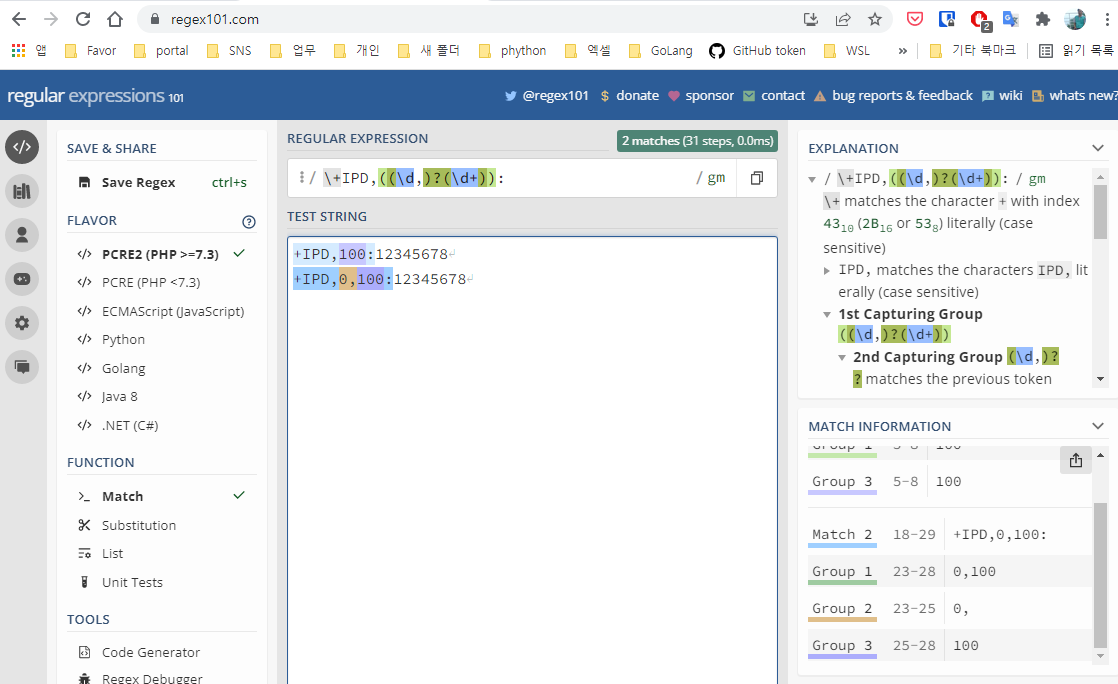 regex101.com
2
앱 Favor portal SNS 업무 개인 새 폴더 phython 엑셀 GoLang GitHub token WSL » 기타 북마크 읽기 목록
regular expressions 101 @regex101 $ donate sponsor contact bug reports & feedback wiki whats new?
SAVE & SHARE
Save Regex ctrl+s
FLAVOR
</> PCRE2 (PHP >=7.3)
</> PCRE (PHP <7.3)
</> ECMAScript (JavaScript)
</> Python
</> Golang
</> Java 8
</> .NET (C#)
FUNCTION
>_ Match
Substitution
List
Unit Tests
TOOLS
Code Generator
Regex Debugger
REGULAR EXPRESSION 2 matches (31 steps, 0.0ms)
/ \+IPD,((\d,)?(\d+)): / gm
TEST STRING
+IPD,100:12345678
+IPD,0,100:12345678
EXPLANATION
/ \+IPD,((\d,)?(\d+)): / gm
\+ matches the character + with index
43₁₀ (2B₁₆ or 53₈) literally (case
sensitive)
IPD, matches the characters IPD, lit
erally (case sensitive)
1st Capturing Group
((\d,)?(\d+))
2nd Capturing Group (\d,)?
? matches the previous token
MATCH INFORMATION
Group 1 5-8 100
Group 3 5-8 100
Match 2 18-29 +IPD,0,100:
Group 1 23-28 0,100
Group 2 23-25 0,
Group 3 25-28 100